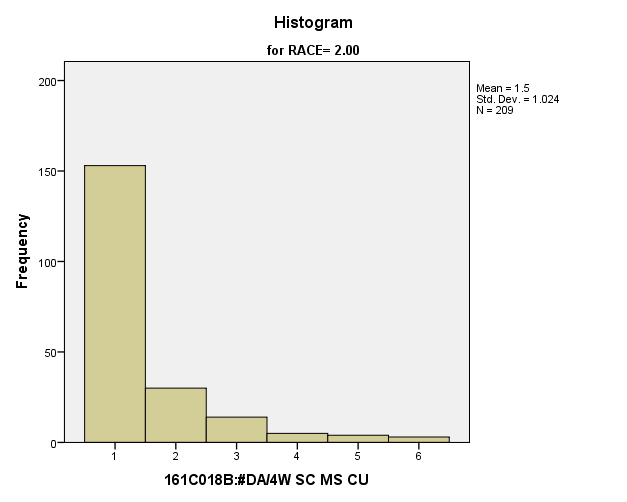 Histogram
for RACE= 2.00
Mean = 1.5
Std. Dev. = 1.024
N = 209
200
150
100
50
0
Frequency
1 2 3 4 5 6
161C018B:#DA/4W SC MS CU